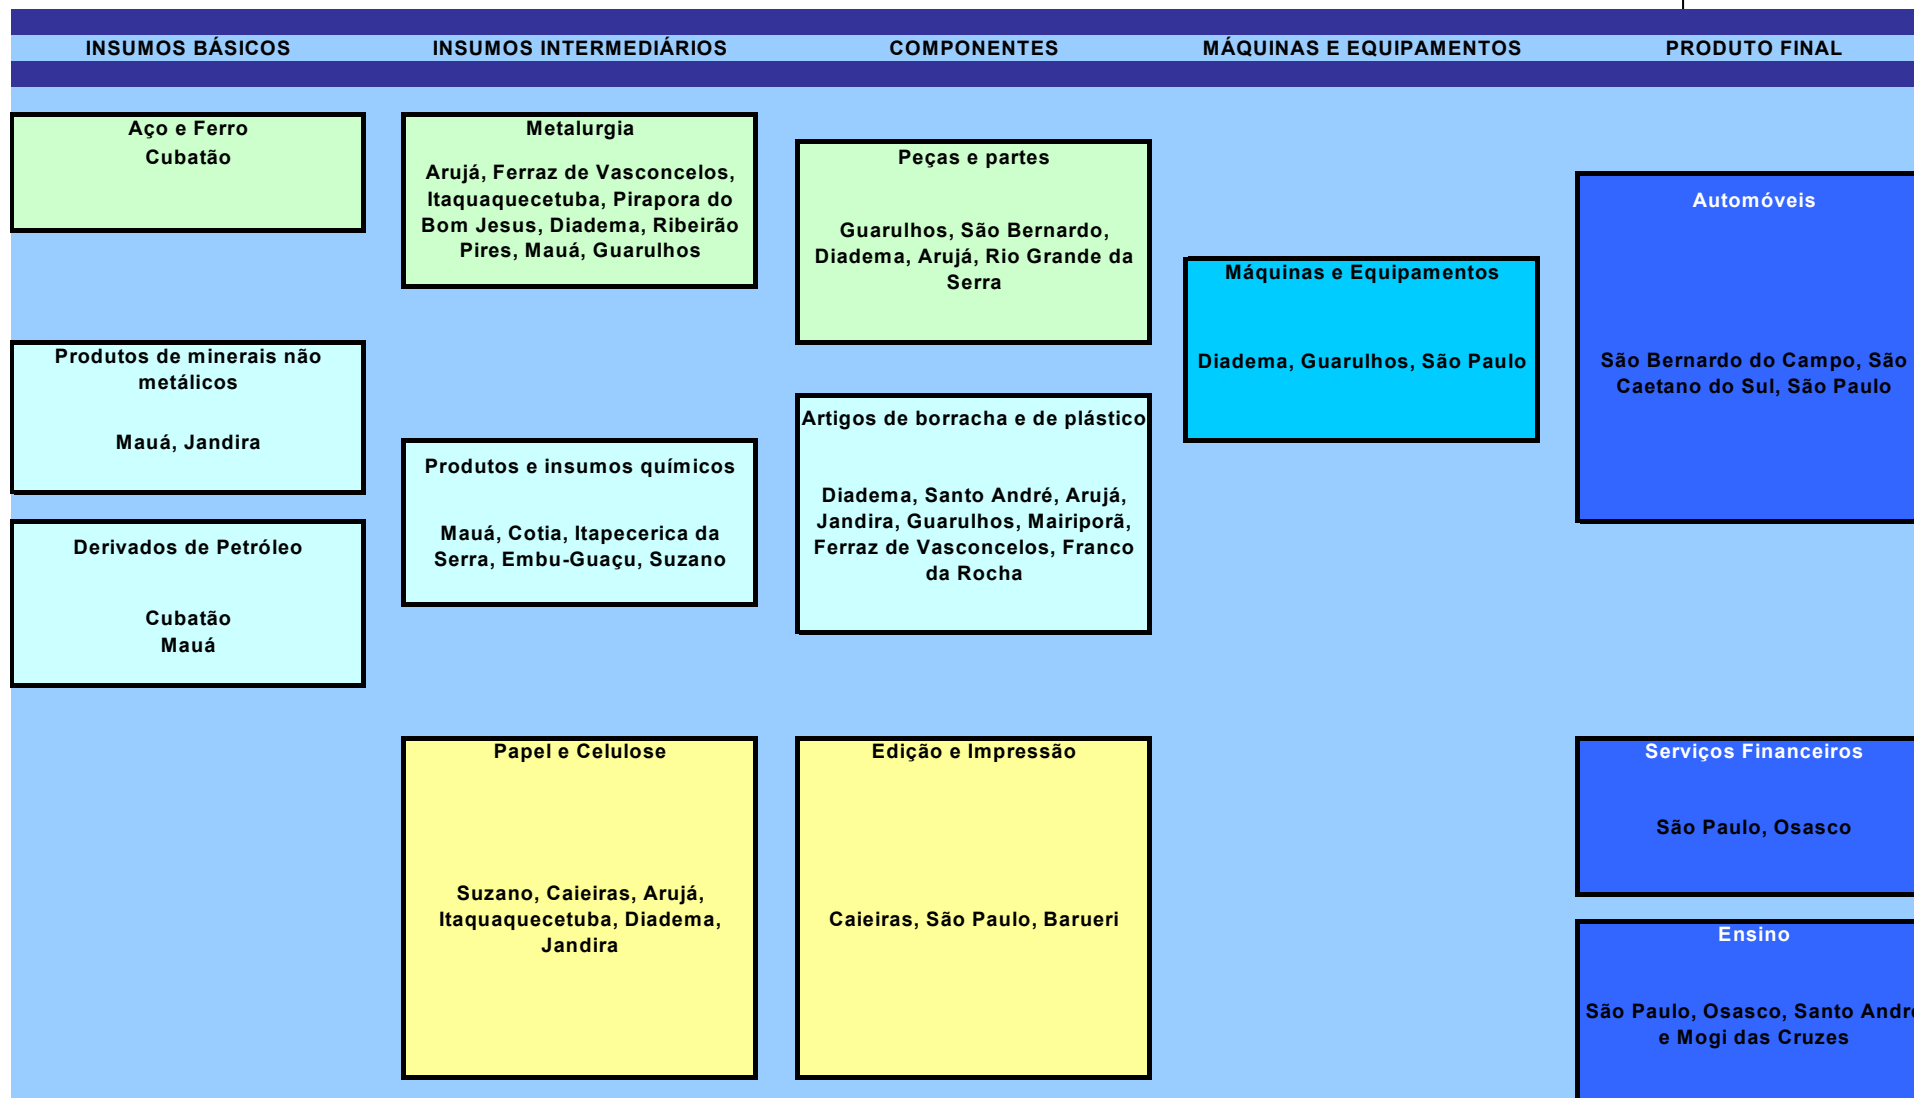 INSUMOS BÁSICOS
INSUMOS INTERMEDIÁRIOS
COMPONENTES
MÁQUINAS E EQUIPAMENTOS
PRODUTO FINAL
Aço e Ferro
Cubatão
Produtos de minerais não
metálicos
Mauá, Jandira
Derivados de Petróleo
Cubatão
Mauá
Metalurgia
Arujá, Ferraz de Vasconcelos,
Itaquaquecetuba, Pirapora do
Bom Jesus, Diadema, Ribeirão
Pires, Mauá, Guarulhos
Produtos e insumos químicos
Mauá, Cotia, Itapecerica da
Serra, Embu-Guaçu, Suzano
Papel e Celulose
Suzano, Caieiras, Arujá,
Itaquaquecetuba, Diadema,
Jandira
Peças e partes
Guarulhos, São Bernardo,
Diadema, Arujá, Rio Grande da
Serra
Artigos de borracha e de plástico
Diadema, Santo André, Arujá,
Jandira, Guarulhos, Mairiporã,
Ferraz de Vasconcelos, Franco
da Rocha
Edição e Impressão
Caieiras, São Paulo, Barueri
Máquinas e Equipamentos
Diadema, Guarulhos, São Paulo
Automóveis
São Bernardo do Campo, São
Caetano do Sul, São Paulo
Serviços Financeiros
São Paulo, Osasco
Ensino
São Paulo, Osasco, Santo André
e Mogi das Cruzes